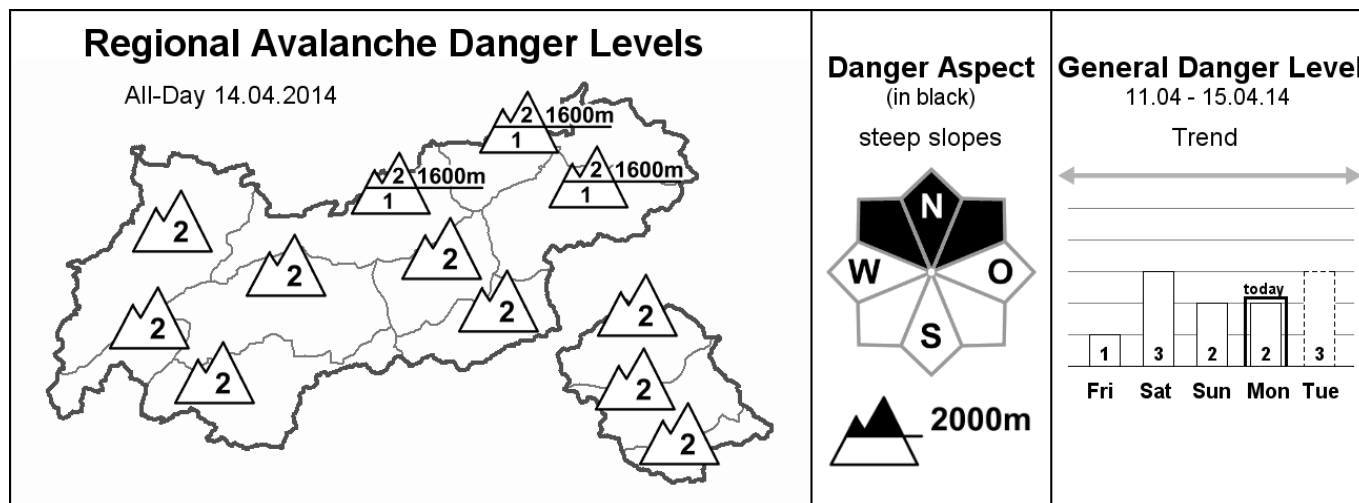 Regional Avalanche Danger Levels
All-Day 14.04.2014
2 1600m
1
2 1600m
1
2 1600m
1
2
2
2
2
2
2
2
2
2
Danger Aspect
(in black)
steep slopes
N
W O
S
2000m
General Danger Level
11.04 - 15.04.14
Trend
today
1 3 2 2 3
Fri Sat Sun Mon Tue